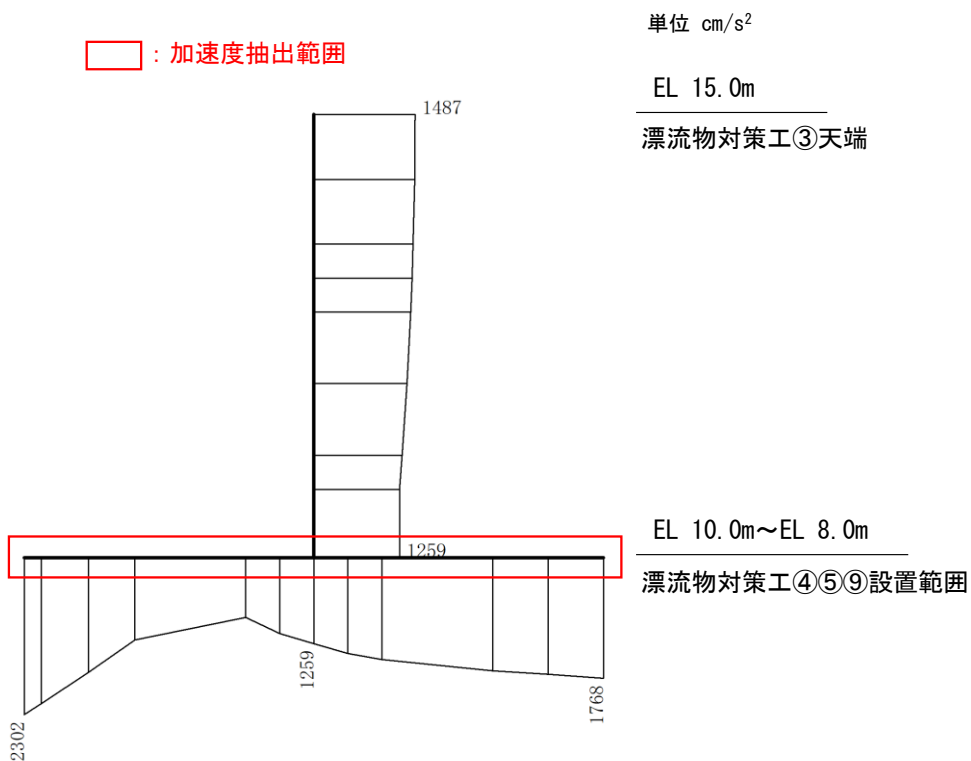 単位 cm/s²
：加速度抽出範囲
EL 15.0m
1487
漂流物対策工③天端
EL 10.0m～EL 8.0m
1259
漂流物対策工④⑤⑨設置範囲
1259
1768
2302